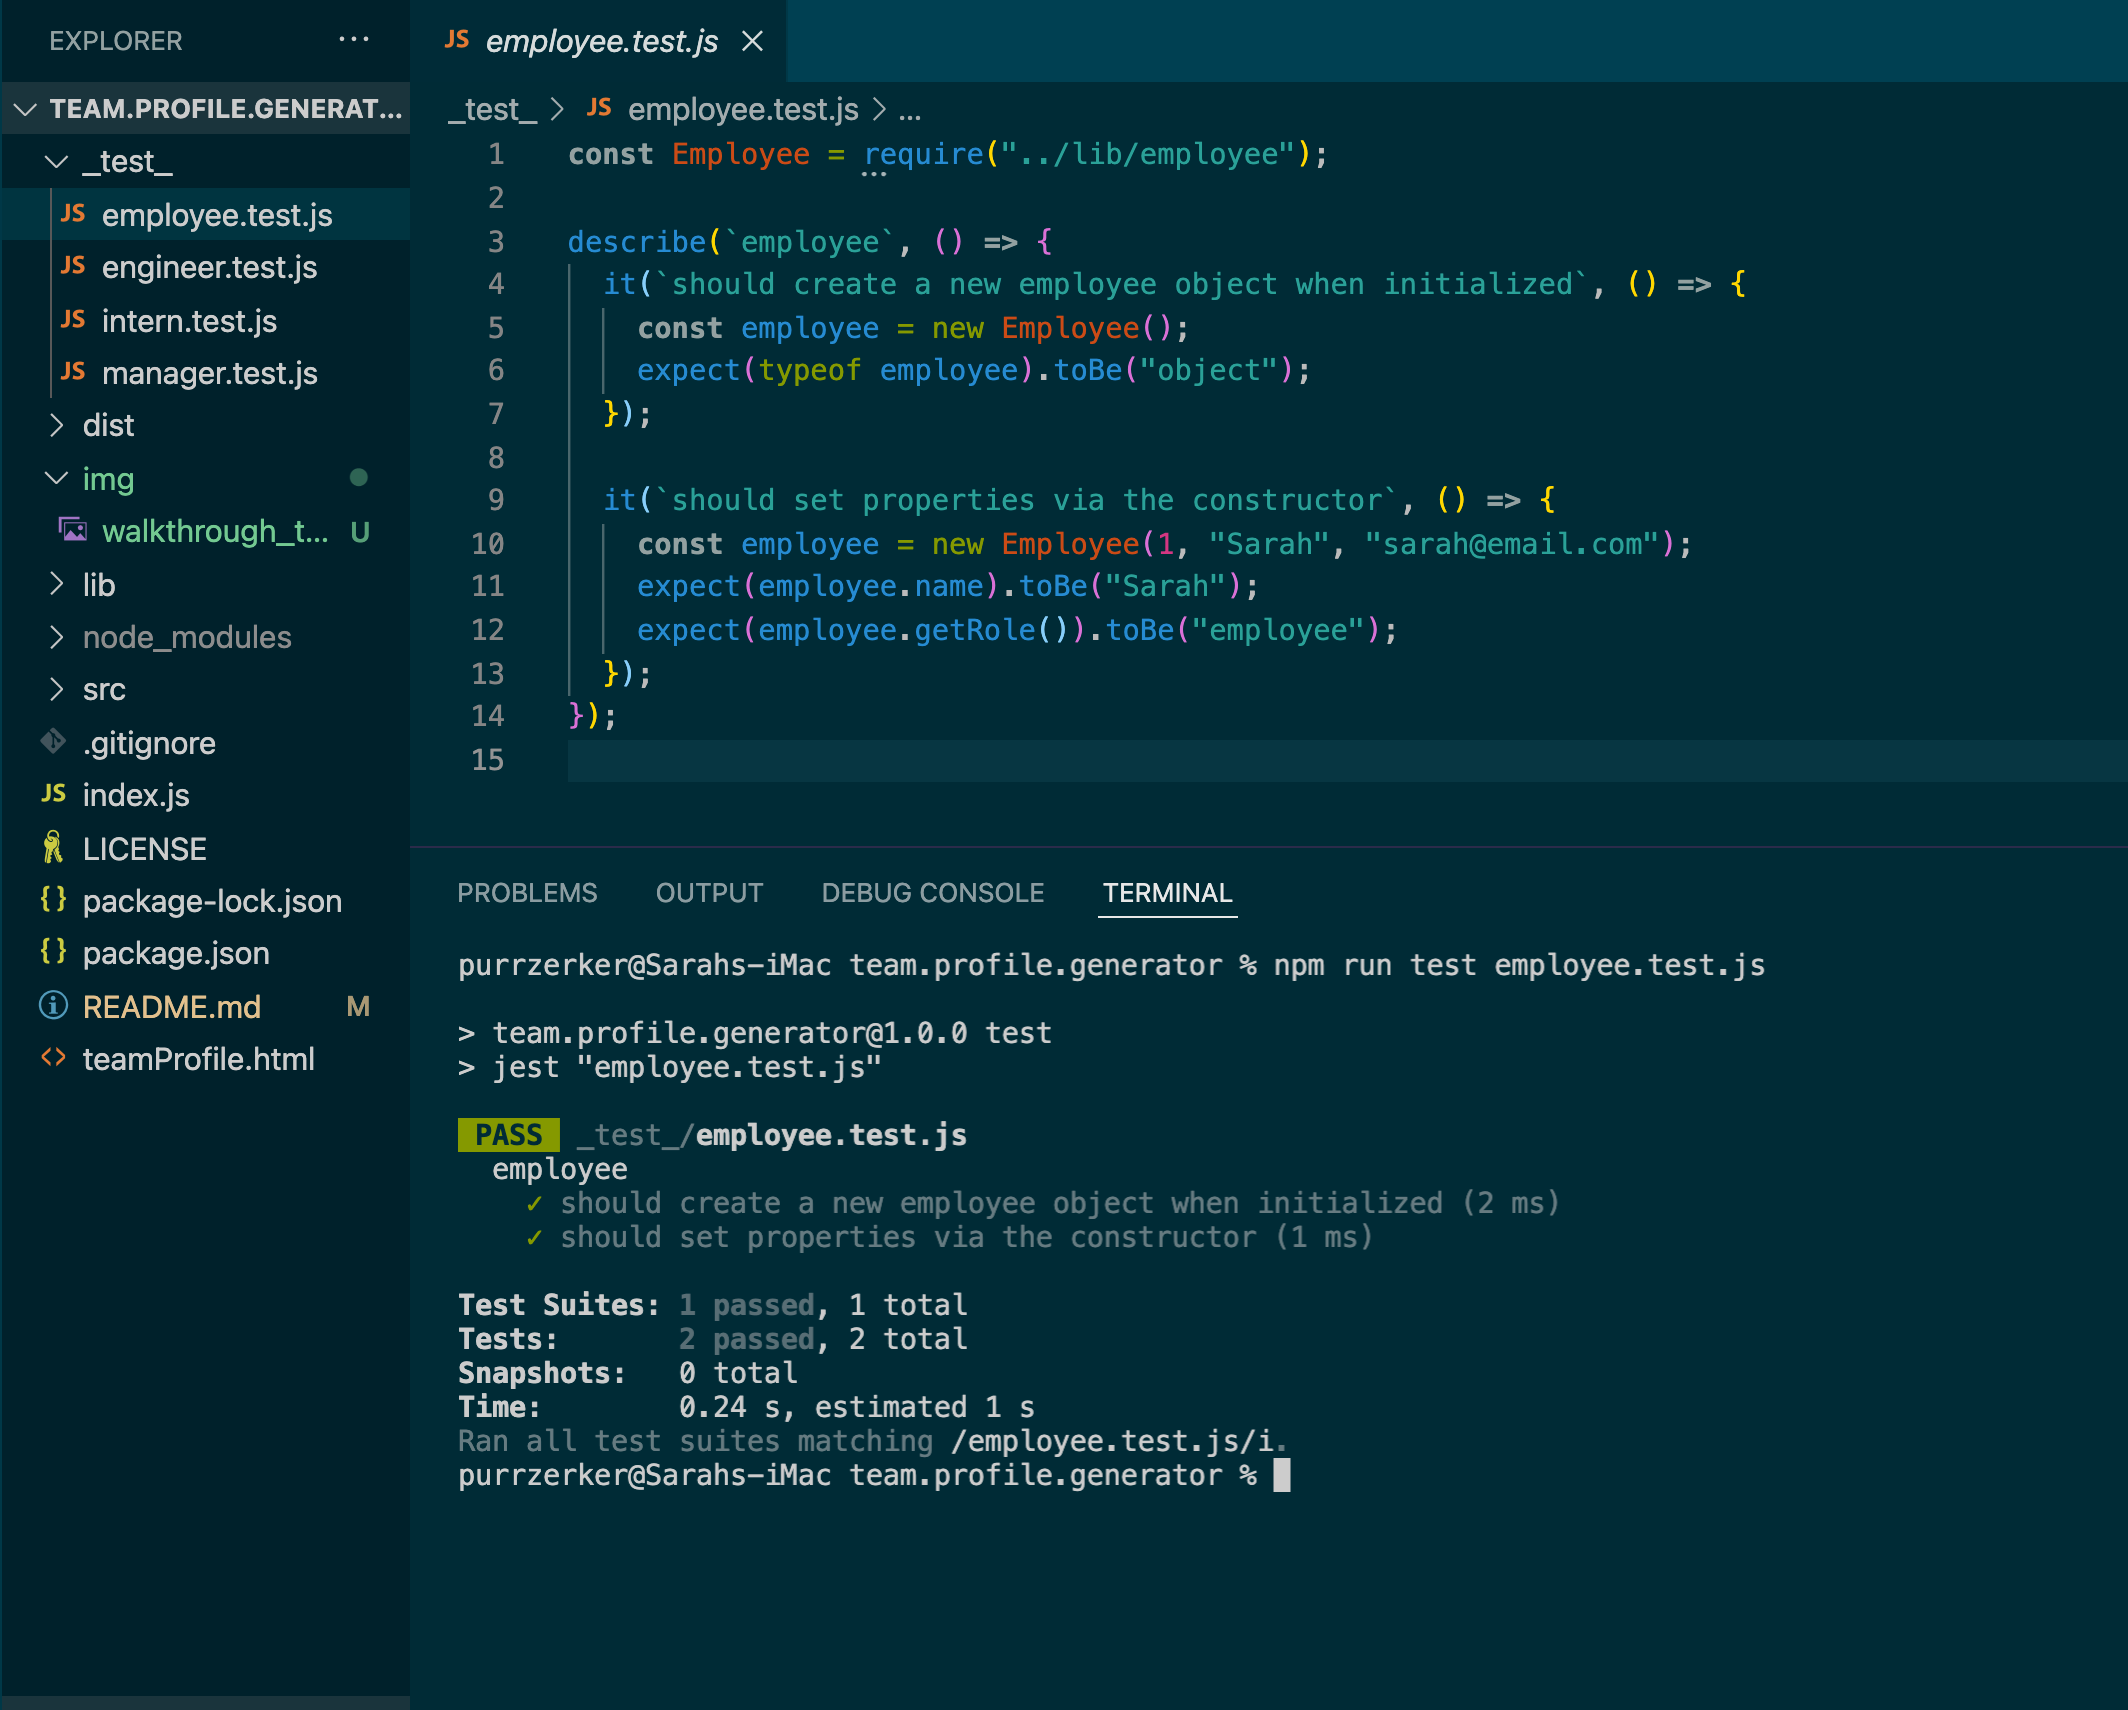 EXPLORER ...
TEAM.PROFILE.GENERAT...
_test_
JS employee.test.js
JS engineer.test.js
JS intern.test.js
JS manager.test.js
dist
img
walkthrough_t... U
lib
node_modules
src
.gitignore
JS index.js
LICENSE
{} package-lock.json
{} package.json
README.md M
<> teamProfile.html
JS employee.test.js
_test_ > JS employee.test.js > ...
1 const Employee = require("../lib/employee");
2
3 describe(`employee`, () => {
4 it(`should create a new employee object when initialized`, () => {
5 const employee = new Employee();
6 expect(typeof employee).toBe("object");
7 });
8
9 it(`should set properties via the constructor`, () => {
10 const employee = new Employee(1, "Sarah", "sarah@email.com");
11 expect(employee.name).toBe("Sarah");
12 expect(employee.getRole()).toBe("employee");
13 });
14 });
15
PROBLEMS OUTPUT DEBUG CONSOLE TERMINAL
purrzerker@Sarahs-iMac team.profile.generator % npm run test employee.test.js
> team.profile.generator@1.0.0 test
> jest "employee.test.js"
PASS _test_/employee.test.js
employee
✓ should create a new employee object when initialized (2 ms)
✓ should set properties via the constructor (1 ms)
Test Suites: 1 passed, 1 total
Tests: 2 passed, 2 total
Snapshots: 0 total
Time: 0.24 s, estimated 1 s
Ran all test suites matching /employee.test.js/i.
purrzerker@Sarahs-iMac team.profile.generator %